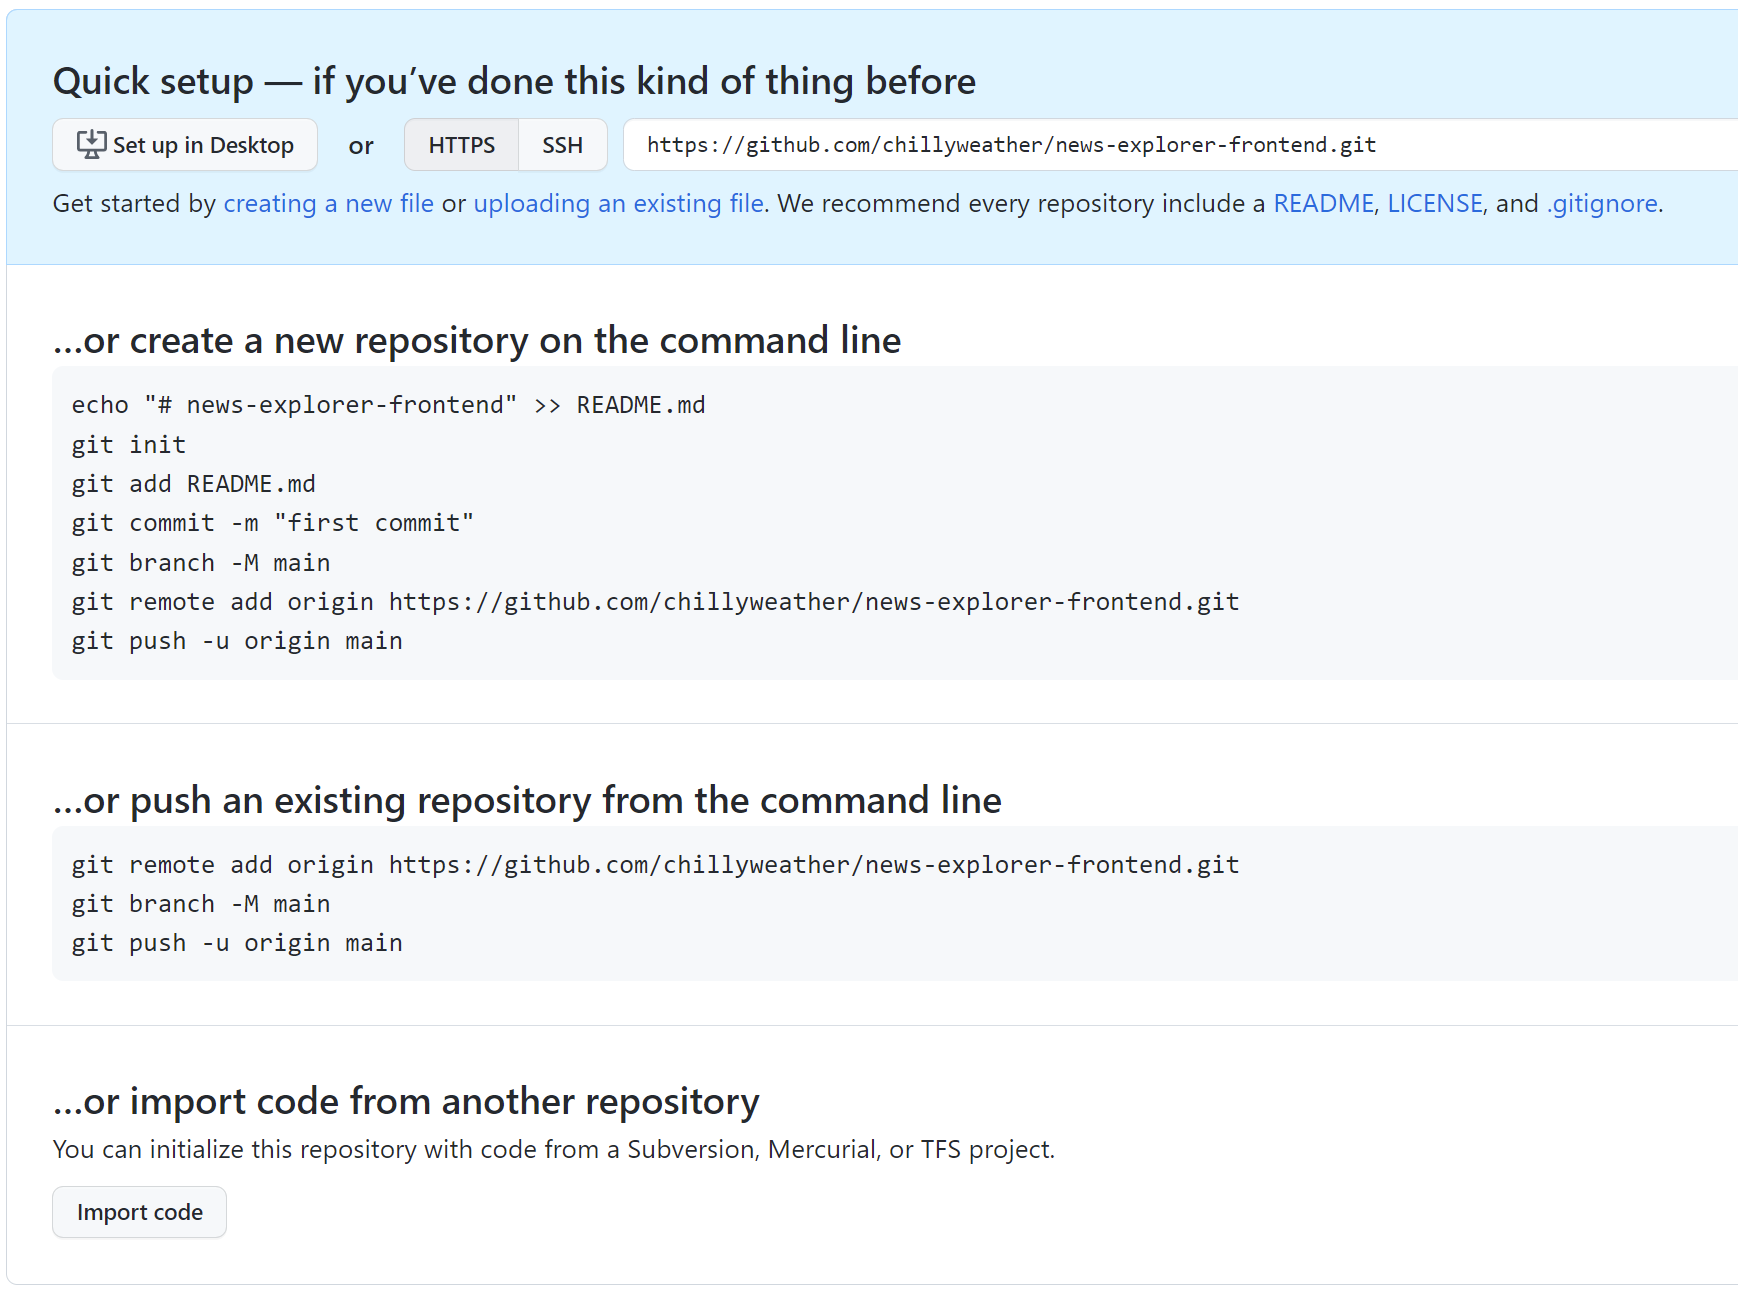 Quick setup — if you’ve done this kind of thing before
Set up in Desktop or HTTPS SSH https://github.com/chillyweather/news-explorer-frontend.git
Get started by creating a new file or uploading an existing file. We recommend every repository include a README, LICENSE, and .gitignore.
…or create a new repository on the command line
echo "# news-explorer-frontend" >> README.md
git init
git add README.md
git commit -m "first commit"
git branch -M main
git remote add origin https://github.com/chillyweather/news-explorer-frontend.git
git push -u origin main
…or push an existing repository from the command line
git remote add origin https://github.com/chillyweather/news-explorer-frontend.git
git branch -M main
git push -u origin main
…or import code from another repository
You can initialize this repository with code from a Subversion, Mercurial, or TFS project.
Import code